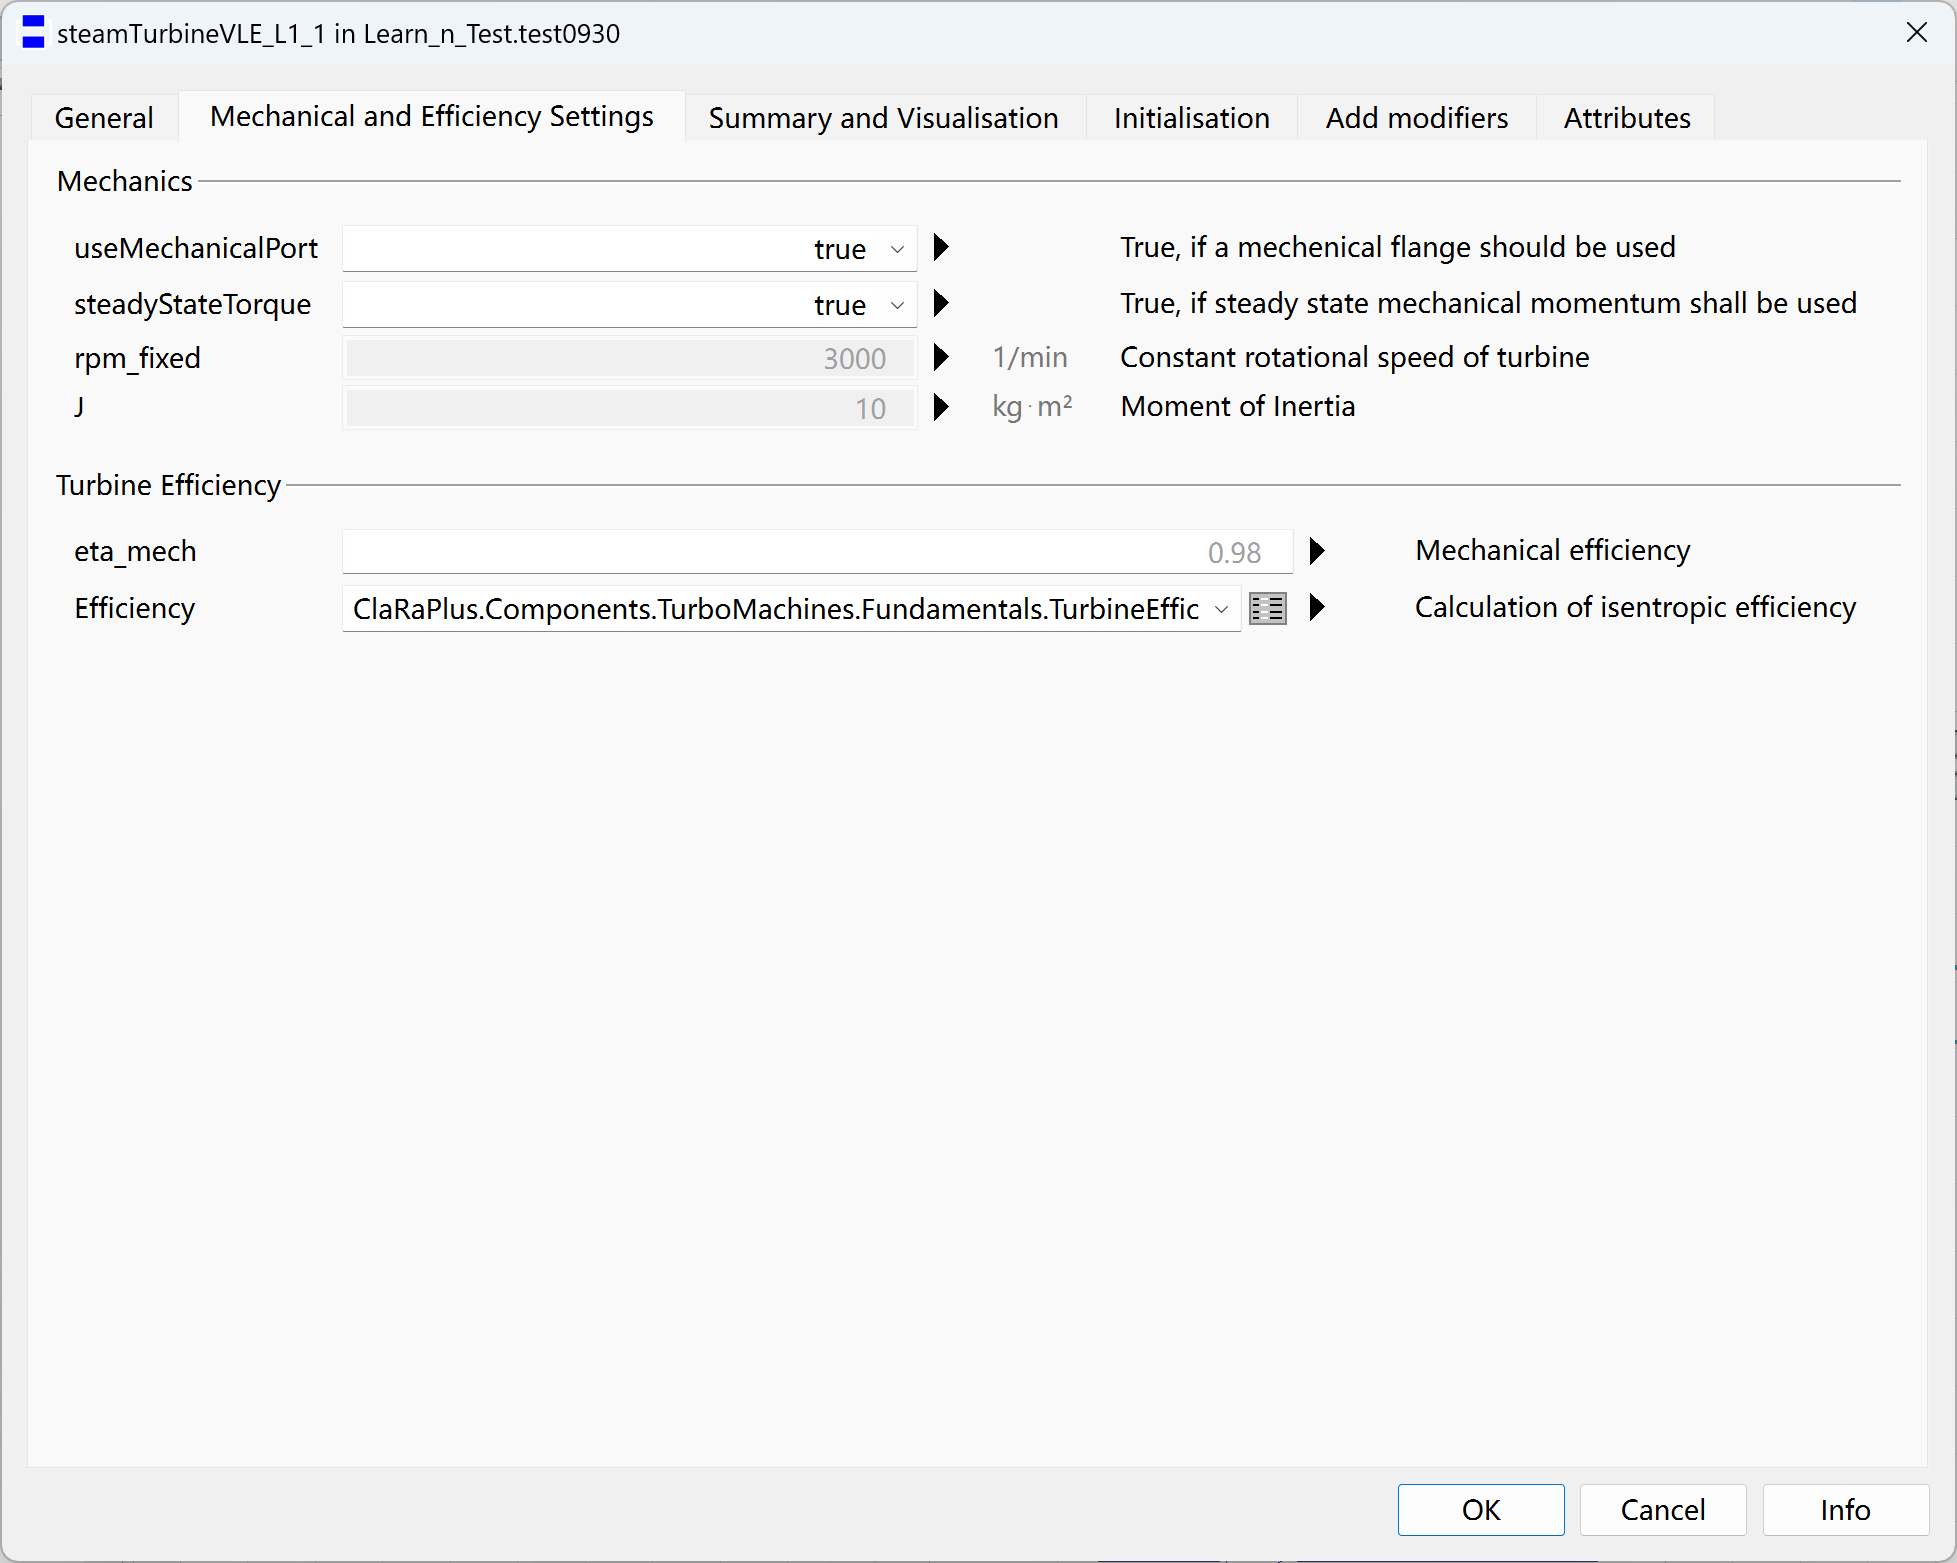 steamTurbineVLE_L1_1 in Learn_n_Test.test0930
General Mechanical and Efficiency Settings Summary and Visualisation Initialisation Add modifiers Attributes
Mechanics
useMechanicalPort true True, if a mechenical flange should be used
steadyStateTorque true True, if steady state mechanical momentum shall be used
rpm_fixed 3000 1/min Constant rotational speed of turbine
J 10 kg·m² Moment of Inertia
Turbine Efficiency
eta_mech 0.98 Mechanical efficiency
Efficiency ClaRaPlus.Components.TurboMachines.Fundamentals.TurbineEffic Calculation of isentropic efficiency
OK Cancel Info